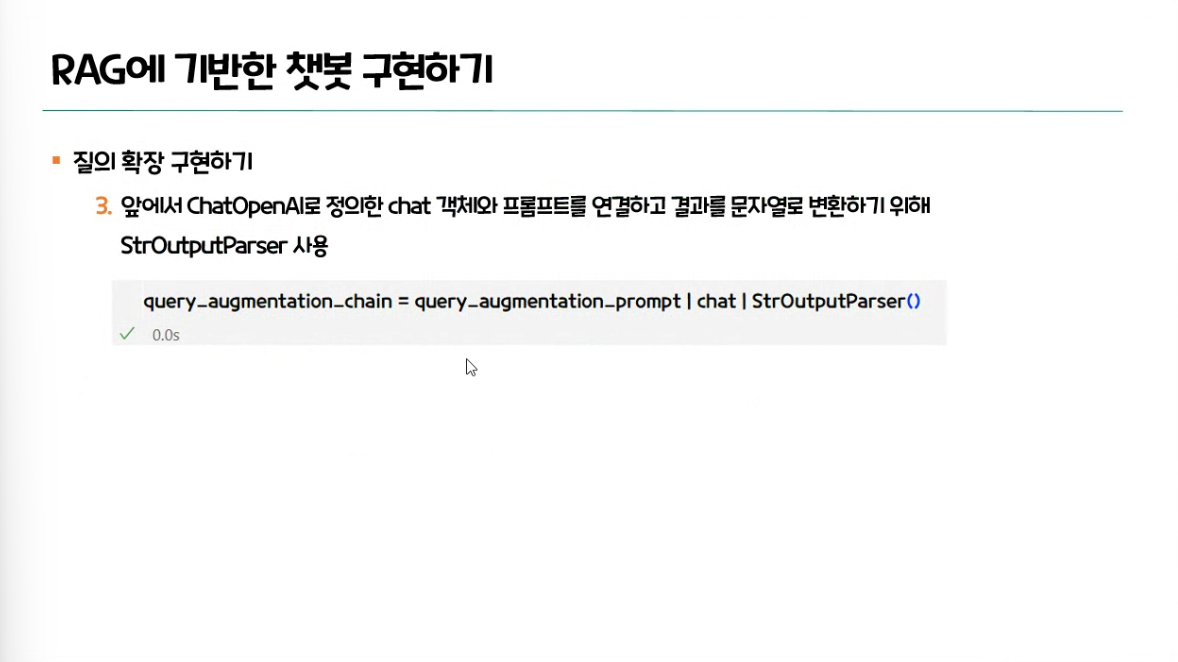 RAG에 기반한 챗봇 구현하기
질의 확장 구현하기
3. 앞에서 ChatOpenAI로 정의한 chat 객체와 프롬프트를 연결하고 결과를 문자열로 변환하기 위해
StrOutputParser 사용
query_augmentation_chain = query_augmentation_prompt | chat | StrOutputParser()
0.0s